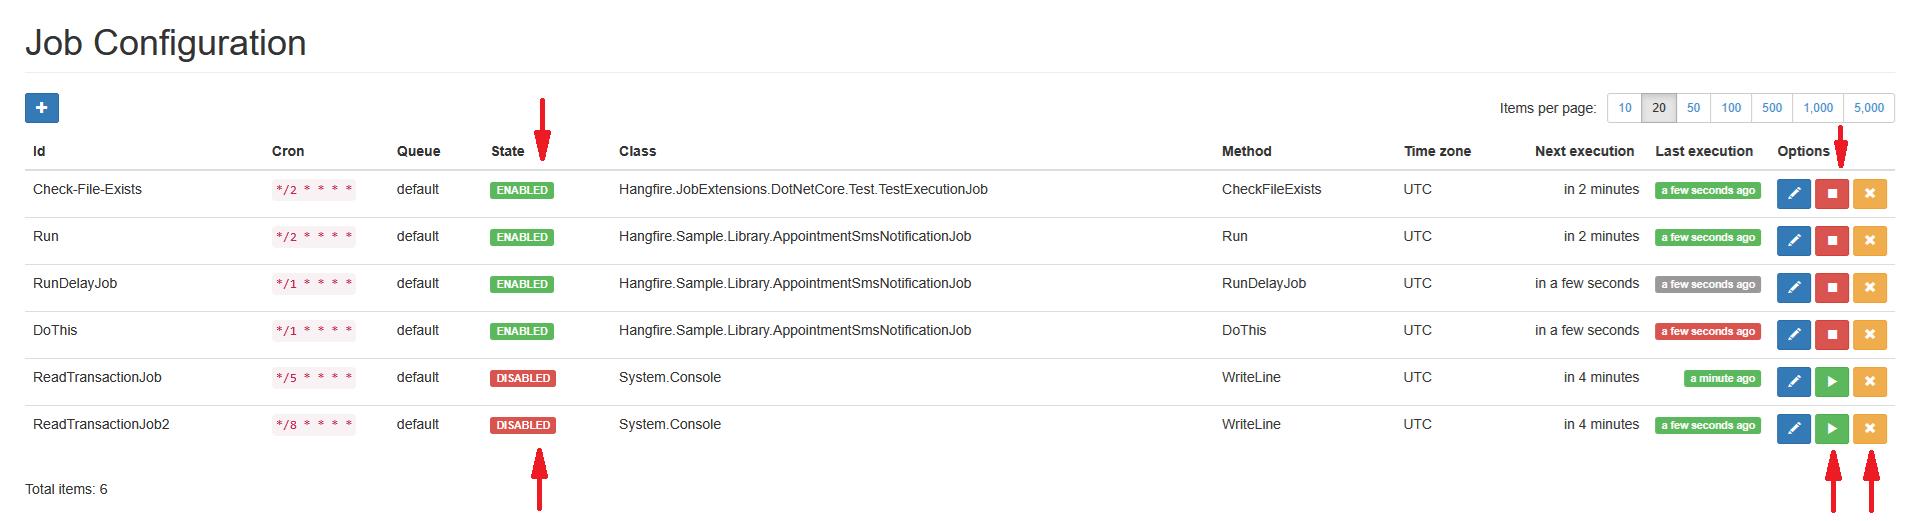 Job Configuration
Items per page: 10 20 50 100 500 1,000 5,000
Id Cron Queue State Class Method Time zone Next execution Last execution Options
Check-File-Exists */2 * * * * default ENABLED Hangfire.JobExtensions.DotNetCore.Test.TestExecutionJob CheckFileExists UTC in 2 minutes a few seconds ago
Run */2 * * * * default ENABLED Hangfire.Sample.Library.AppointmentSmsNotificationJob Run UTC in 2 minutes a few seconds ago
RunDelayJob */1 * * * * default ENABLED Hangfire.Sample.Library.AppointmentSmsNotificationJob RunDelayJob UTC in a few seconds a few seconds ago
DoThis */1 * * * * default ENABLED Hangfire.Sample.Library.AppointmentSmsNotificationJob DoThis UTC in a few seconds a few seconds ago
ReadTransactionJob */5 * * * * default DISABLED System.Console WriteLine UTC in 4 minutes a minute ago
ReadTransactionJob2 */8 * * * * default DISABLED System.Console WriteLine UTC in 4 minutes a few seconds ago
Total items: 6